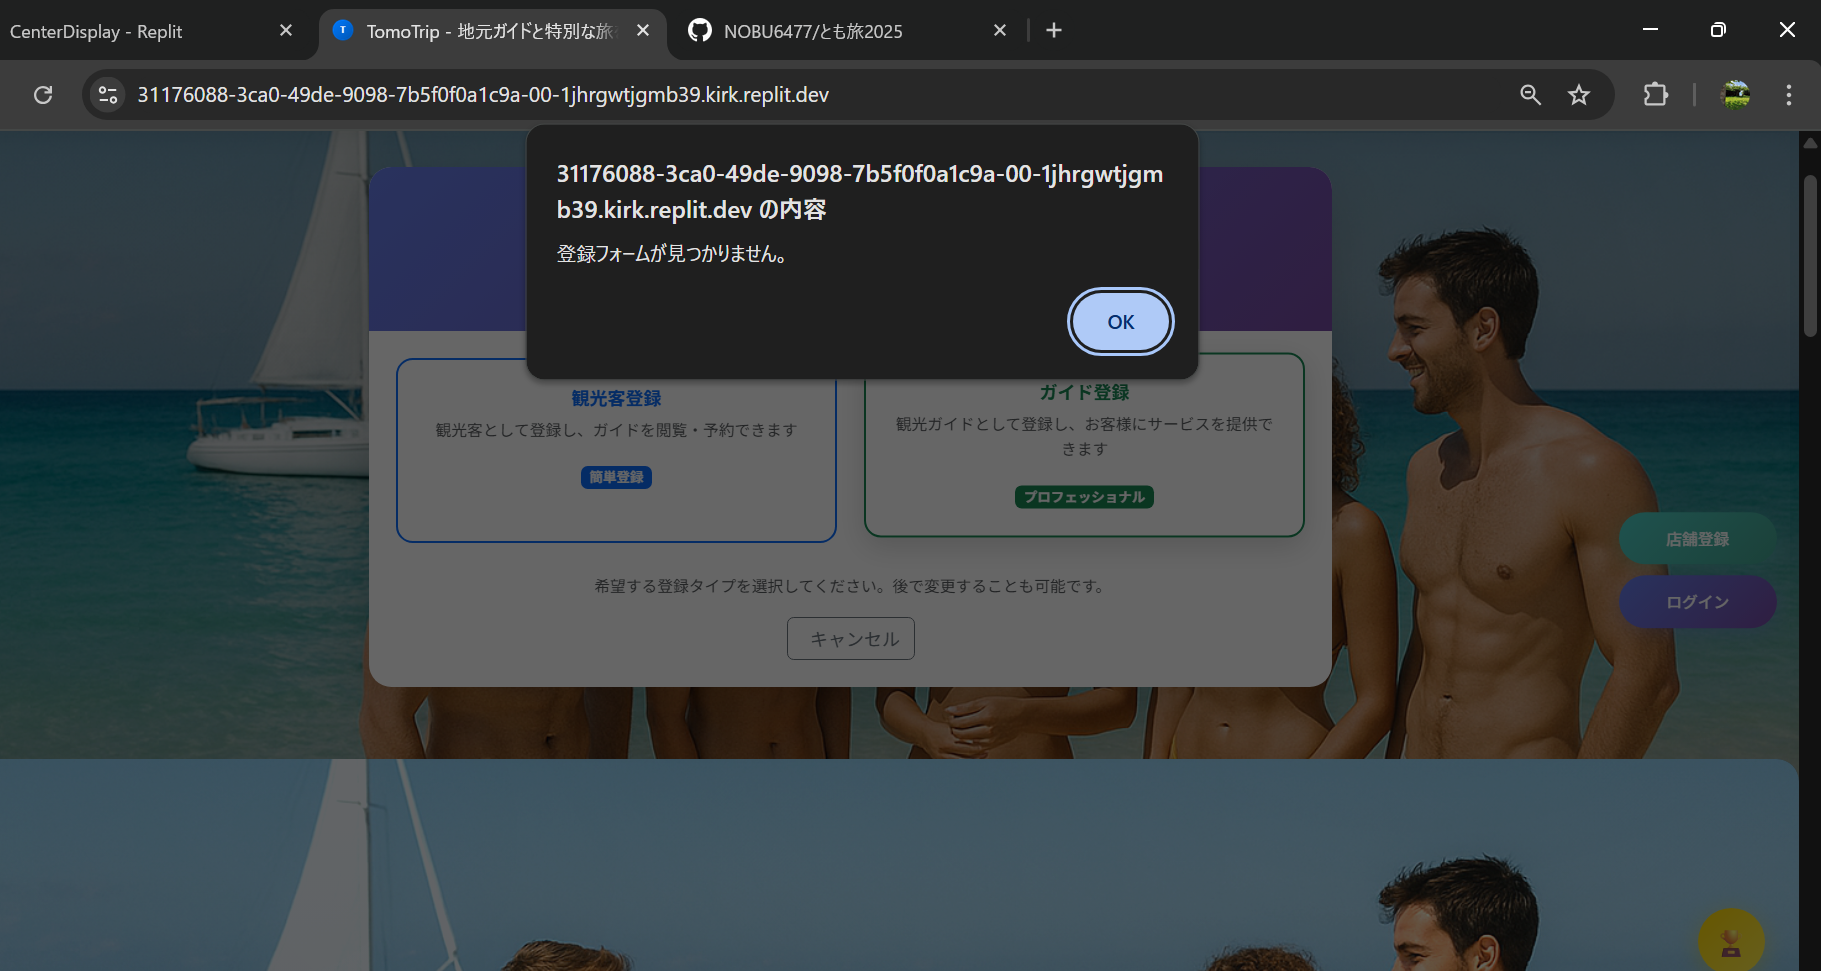 CenterDisplay - Replit
TomoTrip - 地元ガイドと特別な旅
NOBU6477/とも旅2025
31176088-3ca0-49de-9098-7b5f0f0a1c9a-00-1jhrgwtjgmb39.kirk.replit.dev
31176088-3ca0-49de-9098-7b5f0f0a1c9a-00-1jhrgwtjgm
b39.kirk.replit.dev の内容
登録フォームが見つかりません。
OK
観光客登録
観光客として登録し、ガイドを閲覧・予約できます
簡単登録
ガイド登録
観光ガイドとして登録し、お客様にサービスを提供で
きます
プロフェッショナル
希望する登録タイプを選択してください。後で変更することも可能です。
キャンセル
店舗登録
ログイン